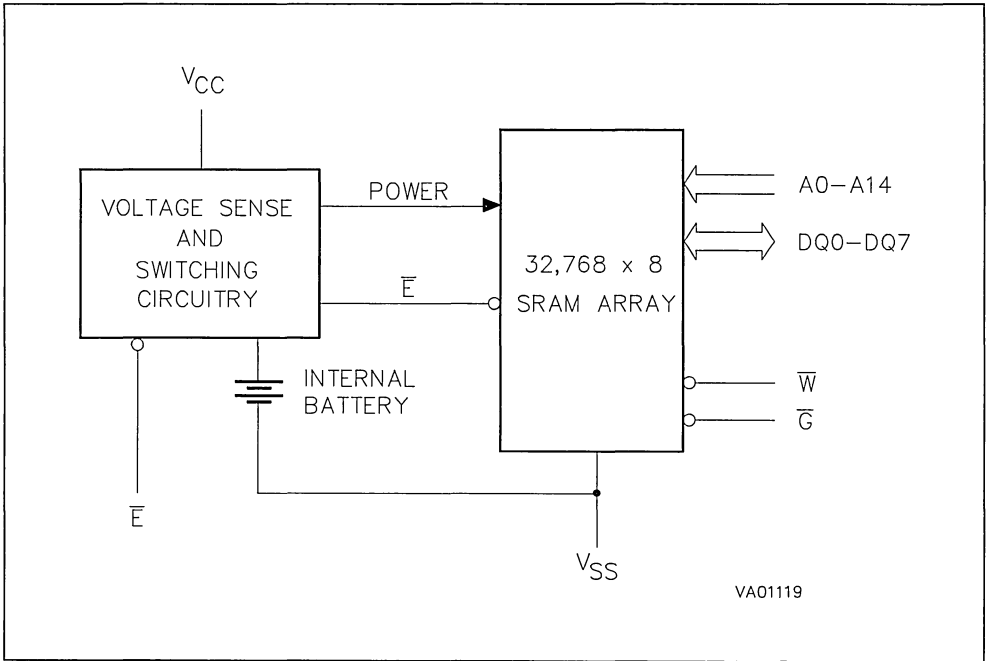 VCC
VOLTAGE SENSE
AND
SWITCHING
CIRCUITRY
POWER
E̅
INTERNAL
BATTERY
E̅
32,768 x 8
SRAM ARRAY
A0-A14
DQ0-DQ7
W̅
G̅
VSS
VA01119